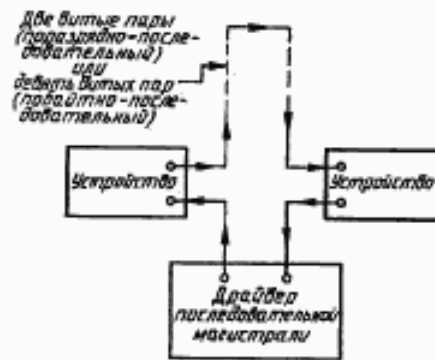 Две витые пары
(поразрядно-после-
довательный)
или
девять витых пар
(побайтно-после-
довательный)
Устройство
Устройство
Драйвер
последовательной
магистрали